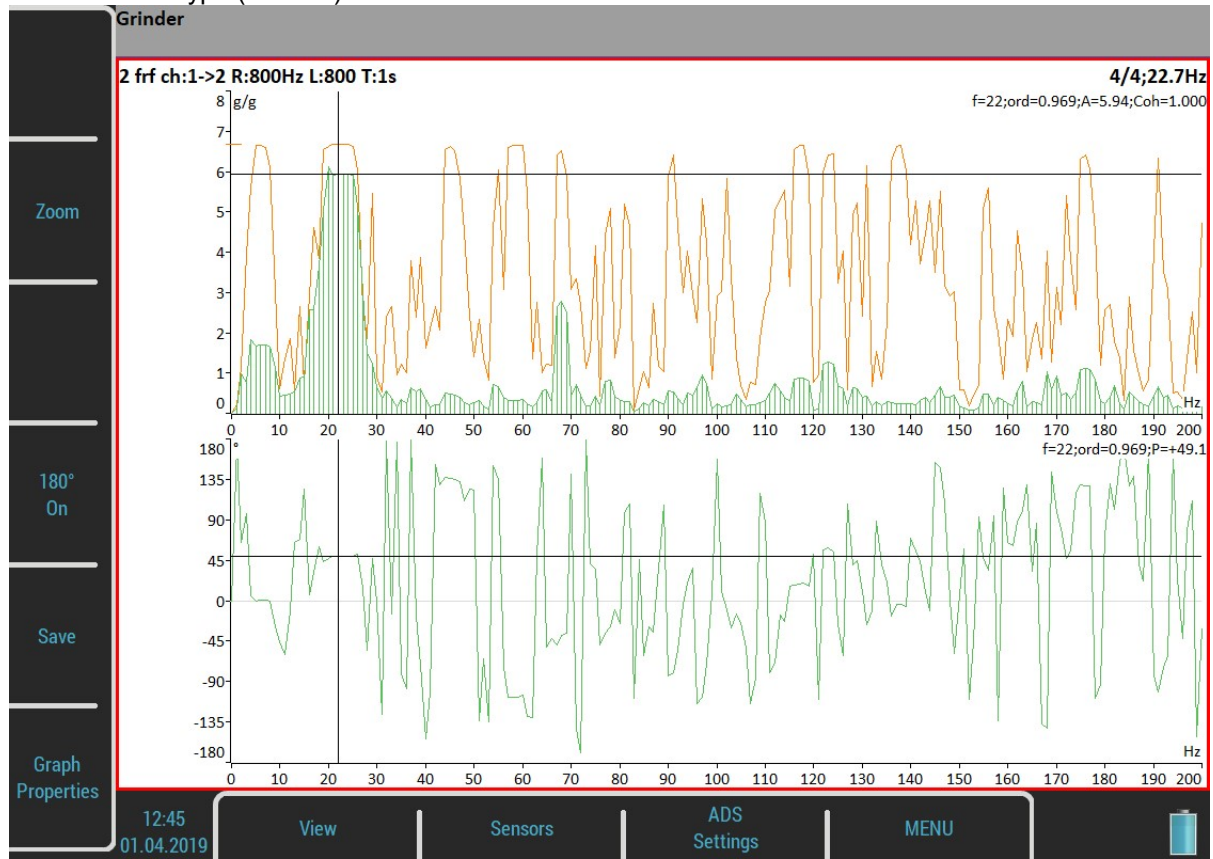 Grinder
2 frf ch:1->2 R:800Hz L:800 T:1s 4/4;22.7Hz
8 g/g f=22;ord=0.969;A=5.94;Coh=1.000
7
6
5
4
3
2
1
0 Hz
0 10 20 30 40 50 60 70 80 90 100 110 120 130 140 150 160 170 180 190 200
180 ° f=22;ord=0.969;P=+49.1
135
90
45
0
-45
-90
-135
-180 Hz
0 10 20 30 40 50 60 70 80 90 100 110 120 130 140 150 160 170 180 190 200
Zoom
180°
On
Save
Graph
Properties
12:45
01.04.2019
View
Sensors
ADS
Settings
MENU